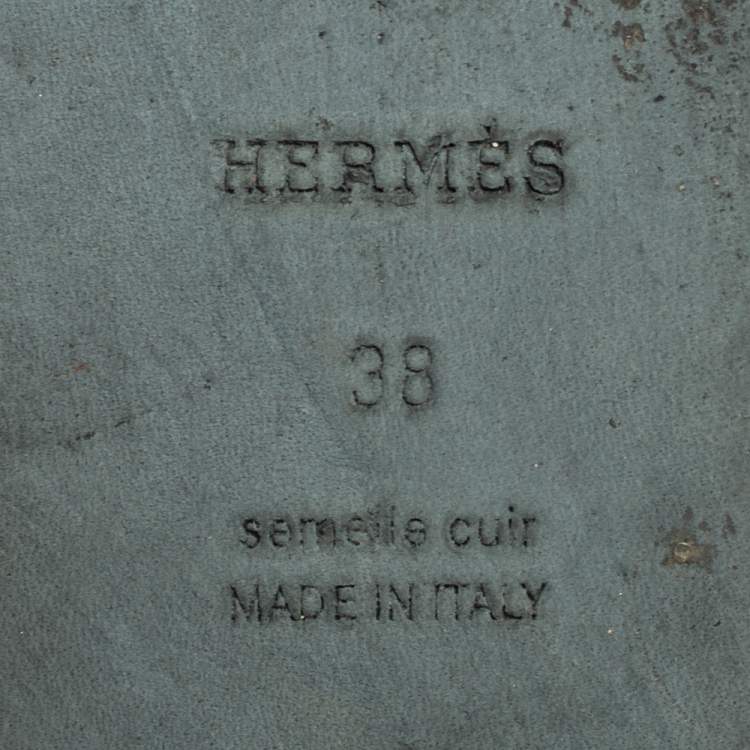 HERMÈS
38
semelle cuir
MADE IN ITALY